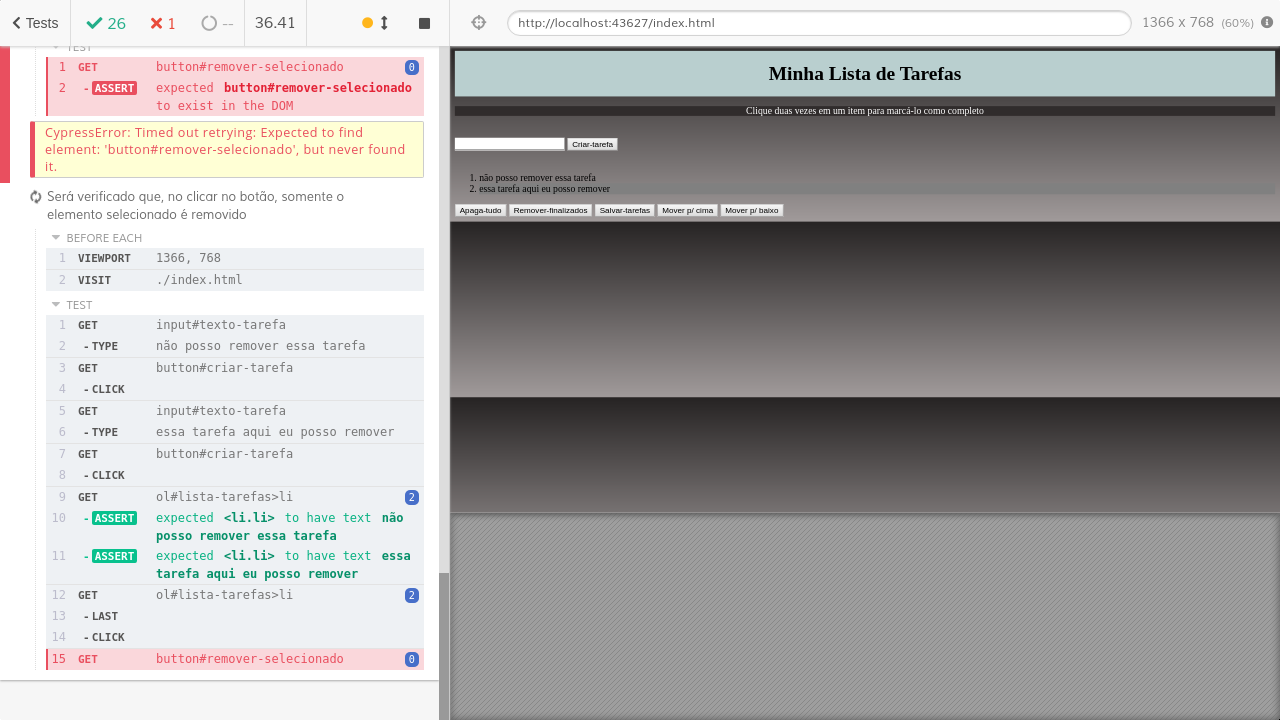 Tests 26 1 -- 36.41 http://localhost:43627/index.html 1366 x 768 (60%)
TEST
1 GET button#remover-selecionado 0
2 - ASSERT expected button#remover-selecionado
to exist in the DOM
CypressError: Timed out retrying: Expected to find
element: 'button#remover-selecionado', but never found
it.
Será verificado que, no clicar no botão, somente o
elemento selecionado é removido
BEFORE EACH
1 VIEWPORT 1366, 768
2 VISIT ./index.html
TEST
1 GET input#texto-tarefa
2 - TYPE não posso remover essa tarefa
3 GET button#criar-tarefa
4 - CLICK
5 GET input#texto-tarefa
6 - TYPE essa tarefa aqui eu posso remover
7 GET button#criar-tarefa
8 - CLICK
9 GET ol#lista-tarefas>li 2
10 - ASSERT expected <li.li> to have text não
posso remover essa tarefa
11 - ASSERT expected <li.li> to have text essa
tarefa aqui eu posso remover
12 GET ol#lista-tarefas>li 2
13 - LAST
14 - CLICK
15 GET button#remover-selecionado 0
Minha Lista de Tarefas
Clique duas vezes em um item para marcá-lo como completo
Criar-tarefa
1. não posso remover essa tarefa
2. essa tarefa aqui eu posso remover
Apaga-tudo Remover-finalizados Salvar-tarefas Mover p/ cima Mover p/ baixo